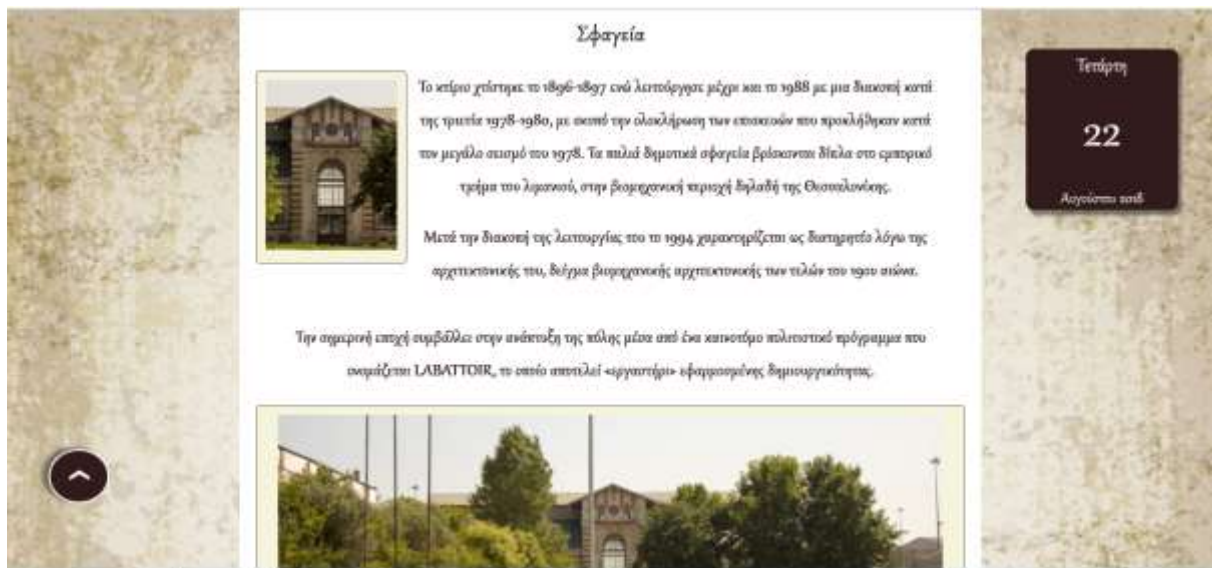 Σφαγεία
Το κτίριο χτίστηκε το 1896-1897 ενώ λειτούργησε μέχρι και το 1988 με μια διακοπή κατά
της τριετία 1978-1980, με σκοπό την ολοκλήρωση των επισκευών που προκλήθηκαν κατά
τον μεγάλο σεισμό του 1978. Τα παλιά δημοτικά σφαγεία βρίσκονται δίπλα στο εμπορικό
τμήμα του λιμανιού, στην βιομηχανική περιοχή δηλαδή της Θεσσαλονίκης.
Μετά την διακοπή της λειτουργίας του το 1994 χαρακτηρίζεται ως διατηρητέο λόγω της
αρχιτεκτονικής του, δείγμα βιομηχανικής αρχιτεκτονικής των τελών του 19ου αιώνα.
Την σημερινή εποχή συμβάλλει στην ανάπτυξη της πόλης μέσα από ένα καινοτόμο πολιτιστικό πρόγραμμα που
ονομάζεται LABATTOIR, το οποίο αποτελεί «εργαστήρι» εφαρμοσμένης δημιουργικότητας.
Τετάρτη
22
Αυγούστου 2018